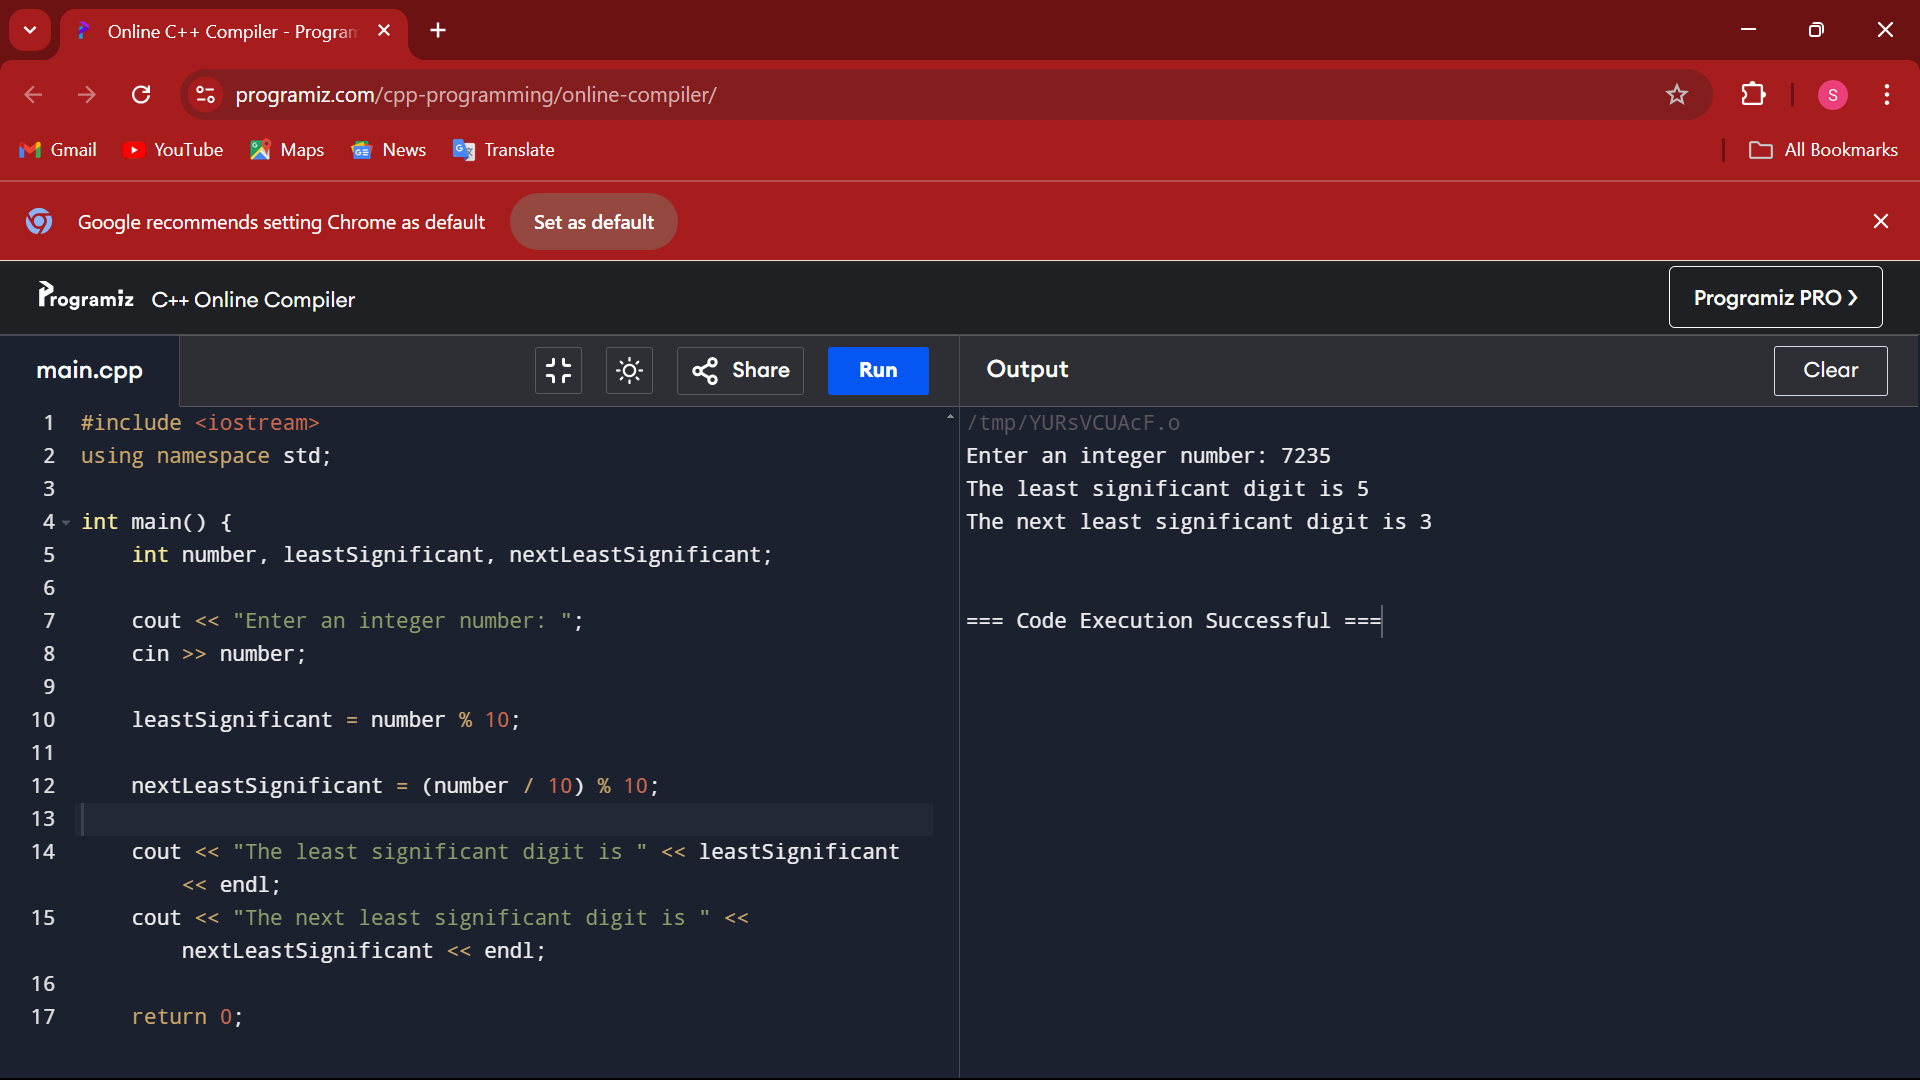 Online C++ Compiler - Program
programiz.com/cpp-programming/online-compiler/
S
Gmail YouTube Maps News Translate All Bookmarks
Google recommends setting Chrome as default Set as default
Programiz C++ Online Compiler Programiz PRO ❯
main.cpp Share Run
1 #include <iostream>
2 using namespace std;
3
4 int main() {
5 int number, leastSignificant, nextLeastSignificant;
6
7 cout << "Enter an integer number: ";
8 cin >> number;
9
10 leastSignificant = number % 10;
11
12 nextLeastSignificant = (number / 10) % 10;
13
14 cout << "The least significant digit is " << leastSignificant
<< endl;
15 cout << "The next least significant digit is " <<
nextLeastSignificant << endl;
16
17 return 0;
Output Clear
/tmp/YURsVCUAcF.o
Enter an integer number: 7235
The least significant digit is 5
The next least significant digit is 3
=== Code Execution Successful ===